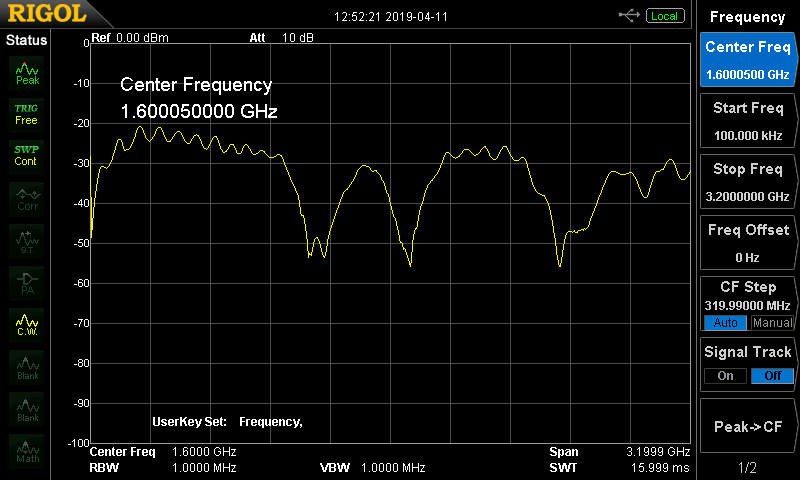 RIGOL
12:52:21 2019-04-11
Local
Status
Ref 0.00 dBm Att 10 dB
Peak
TRIG
Free
SWP
Cont
Corr
S.T.
PA
C.W.
Blank
Blank
Math
0
-10
-20
-30
-40
-50
-60
-70
-80
-90
-100
Center Frequency
1.600050000 GHz
UserKey Set: Frequency,
Center Freq 1.6000 GHz Span 3.1999 GHz
RBW 1.0000 MHz VBW 1.0000 MHz SWT 15.999 ms
Frequency
Center Freq
1.6000500 GHz
Start Freq
100.000 kHz
Stop Freq
3.2000000 GHz
Freq Offset
0 Hz
CF Step
319.99000 MHz
Auto Manual
Signal Track
On Off
Peak->CF
1/2